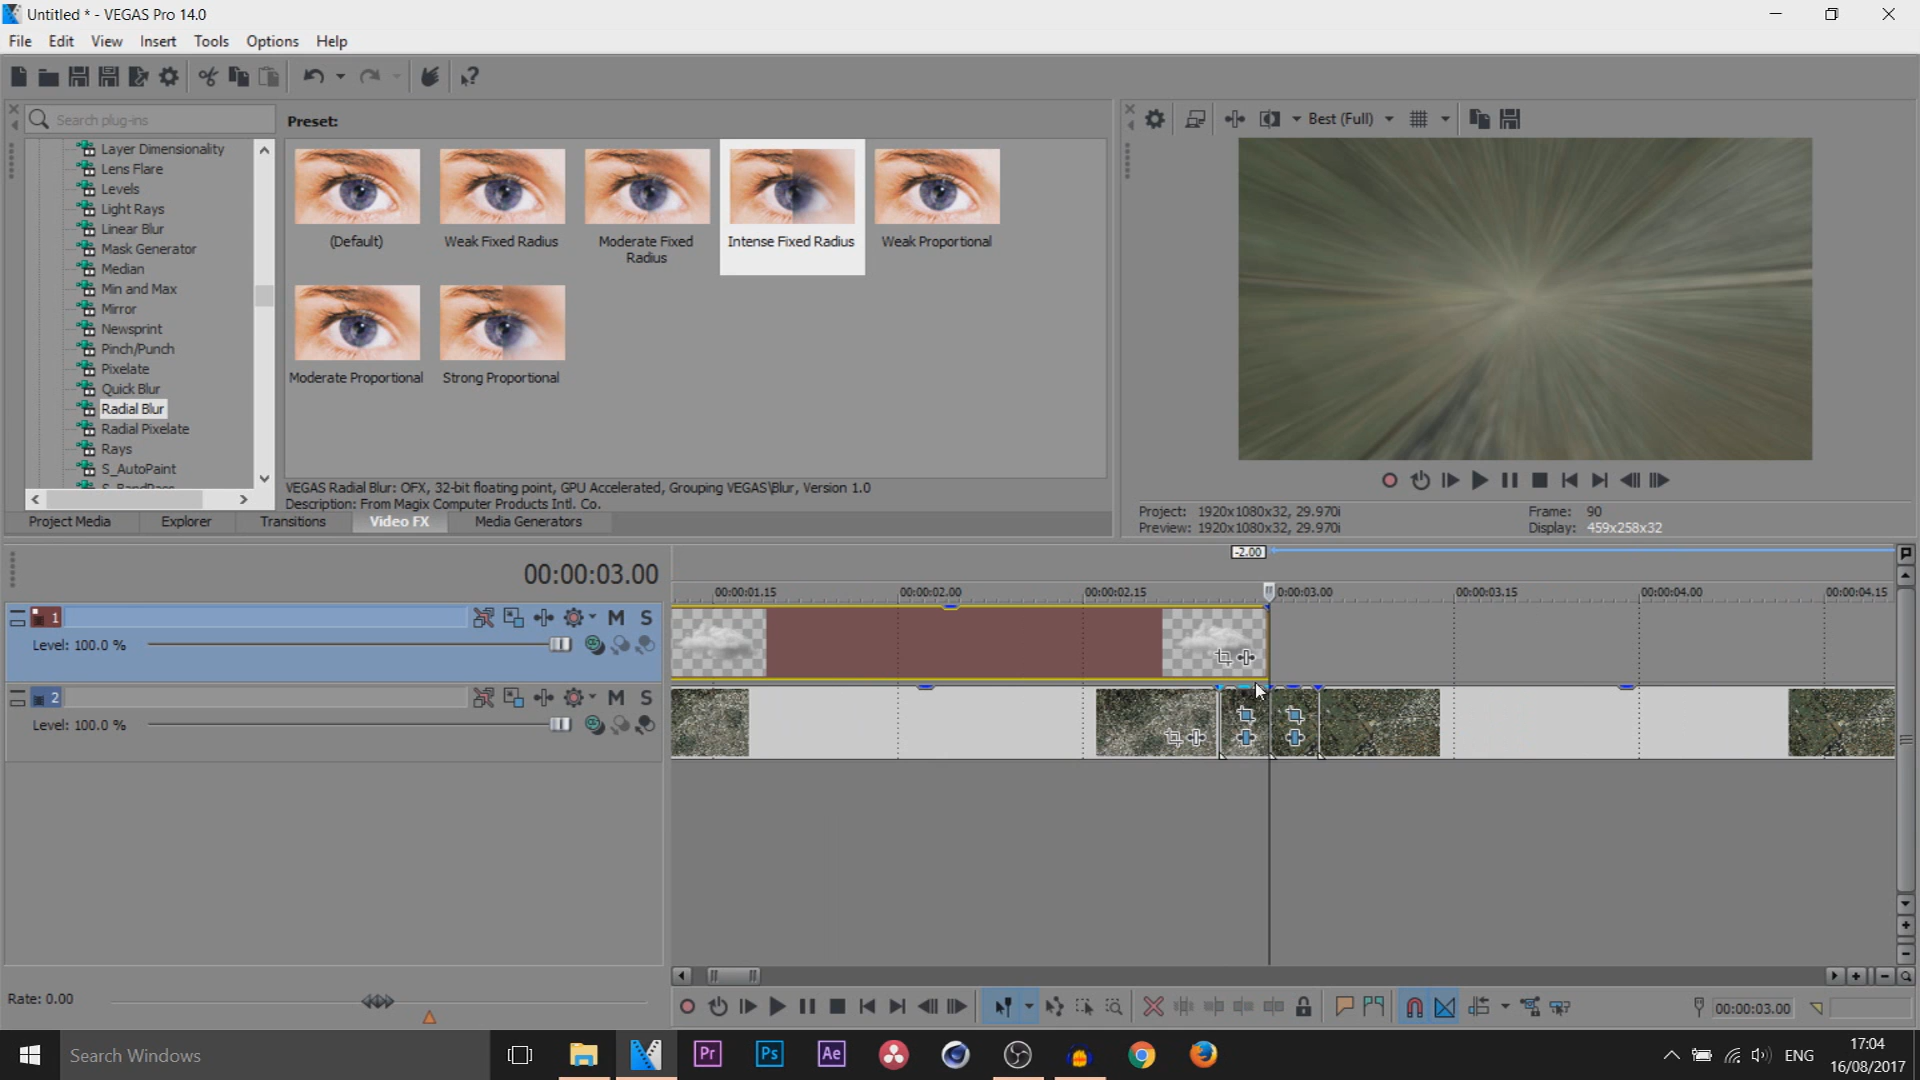 Untitled * - VEGAS Pro 14.0
File Edit View Insert Tools Options Help
Search plug-ins
Preset:
Best (Full)
Layer Dimensionality
Lens Flare
Levels
Light Rays
Linear Blur
Mask Generator
Median
Min and Max
Mirror
Newsprint
Pinch/Punch
Pixelate
Quick Blur
Radial Blur
Radial Pixelate
Rays
S_AutoPaint
(Default)
Weak Fixed Radius
Moderate Fixed Radius
Intense Fixed Radius
Weak Proportional
Moderate Proportional
Strong Proportional
VEGAS Radial Blur: OFX, 32-bit floating point, GPU Accelerated, Grouping VEGAS\Blur, Version 1.0
Description: From Magix Computer Products Intl. Co.
Project Media Explorer Transitions Video FX Media Generators
Project: 1920x1080x32, 29.970i
Frame: 90
Preview: 1920x1080x32, 29.970i
Display: 459x258x32
-2.00
00:00:03.00
00:00:01.15 00:00:02.00 00:00:02.15 0:00:03.00 00:00:03.15 00:00:04.00 00:00:04.15
1 M S
Level: 100.0 %
2 M S
Level: 100.0 %
Rate: 0.00
00:00:03.00
Search Windows
Pr Ps Ae
ENG
17:04
16/08/2017